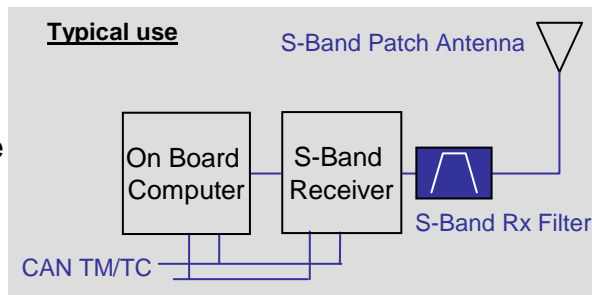 Typical use
S-Band Patch Antenna
e
On Board
Computer
S-Band
Receiver
S-Band Rx Filter
CAN TM/TC